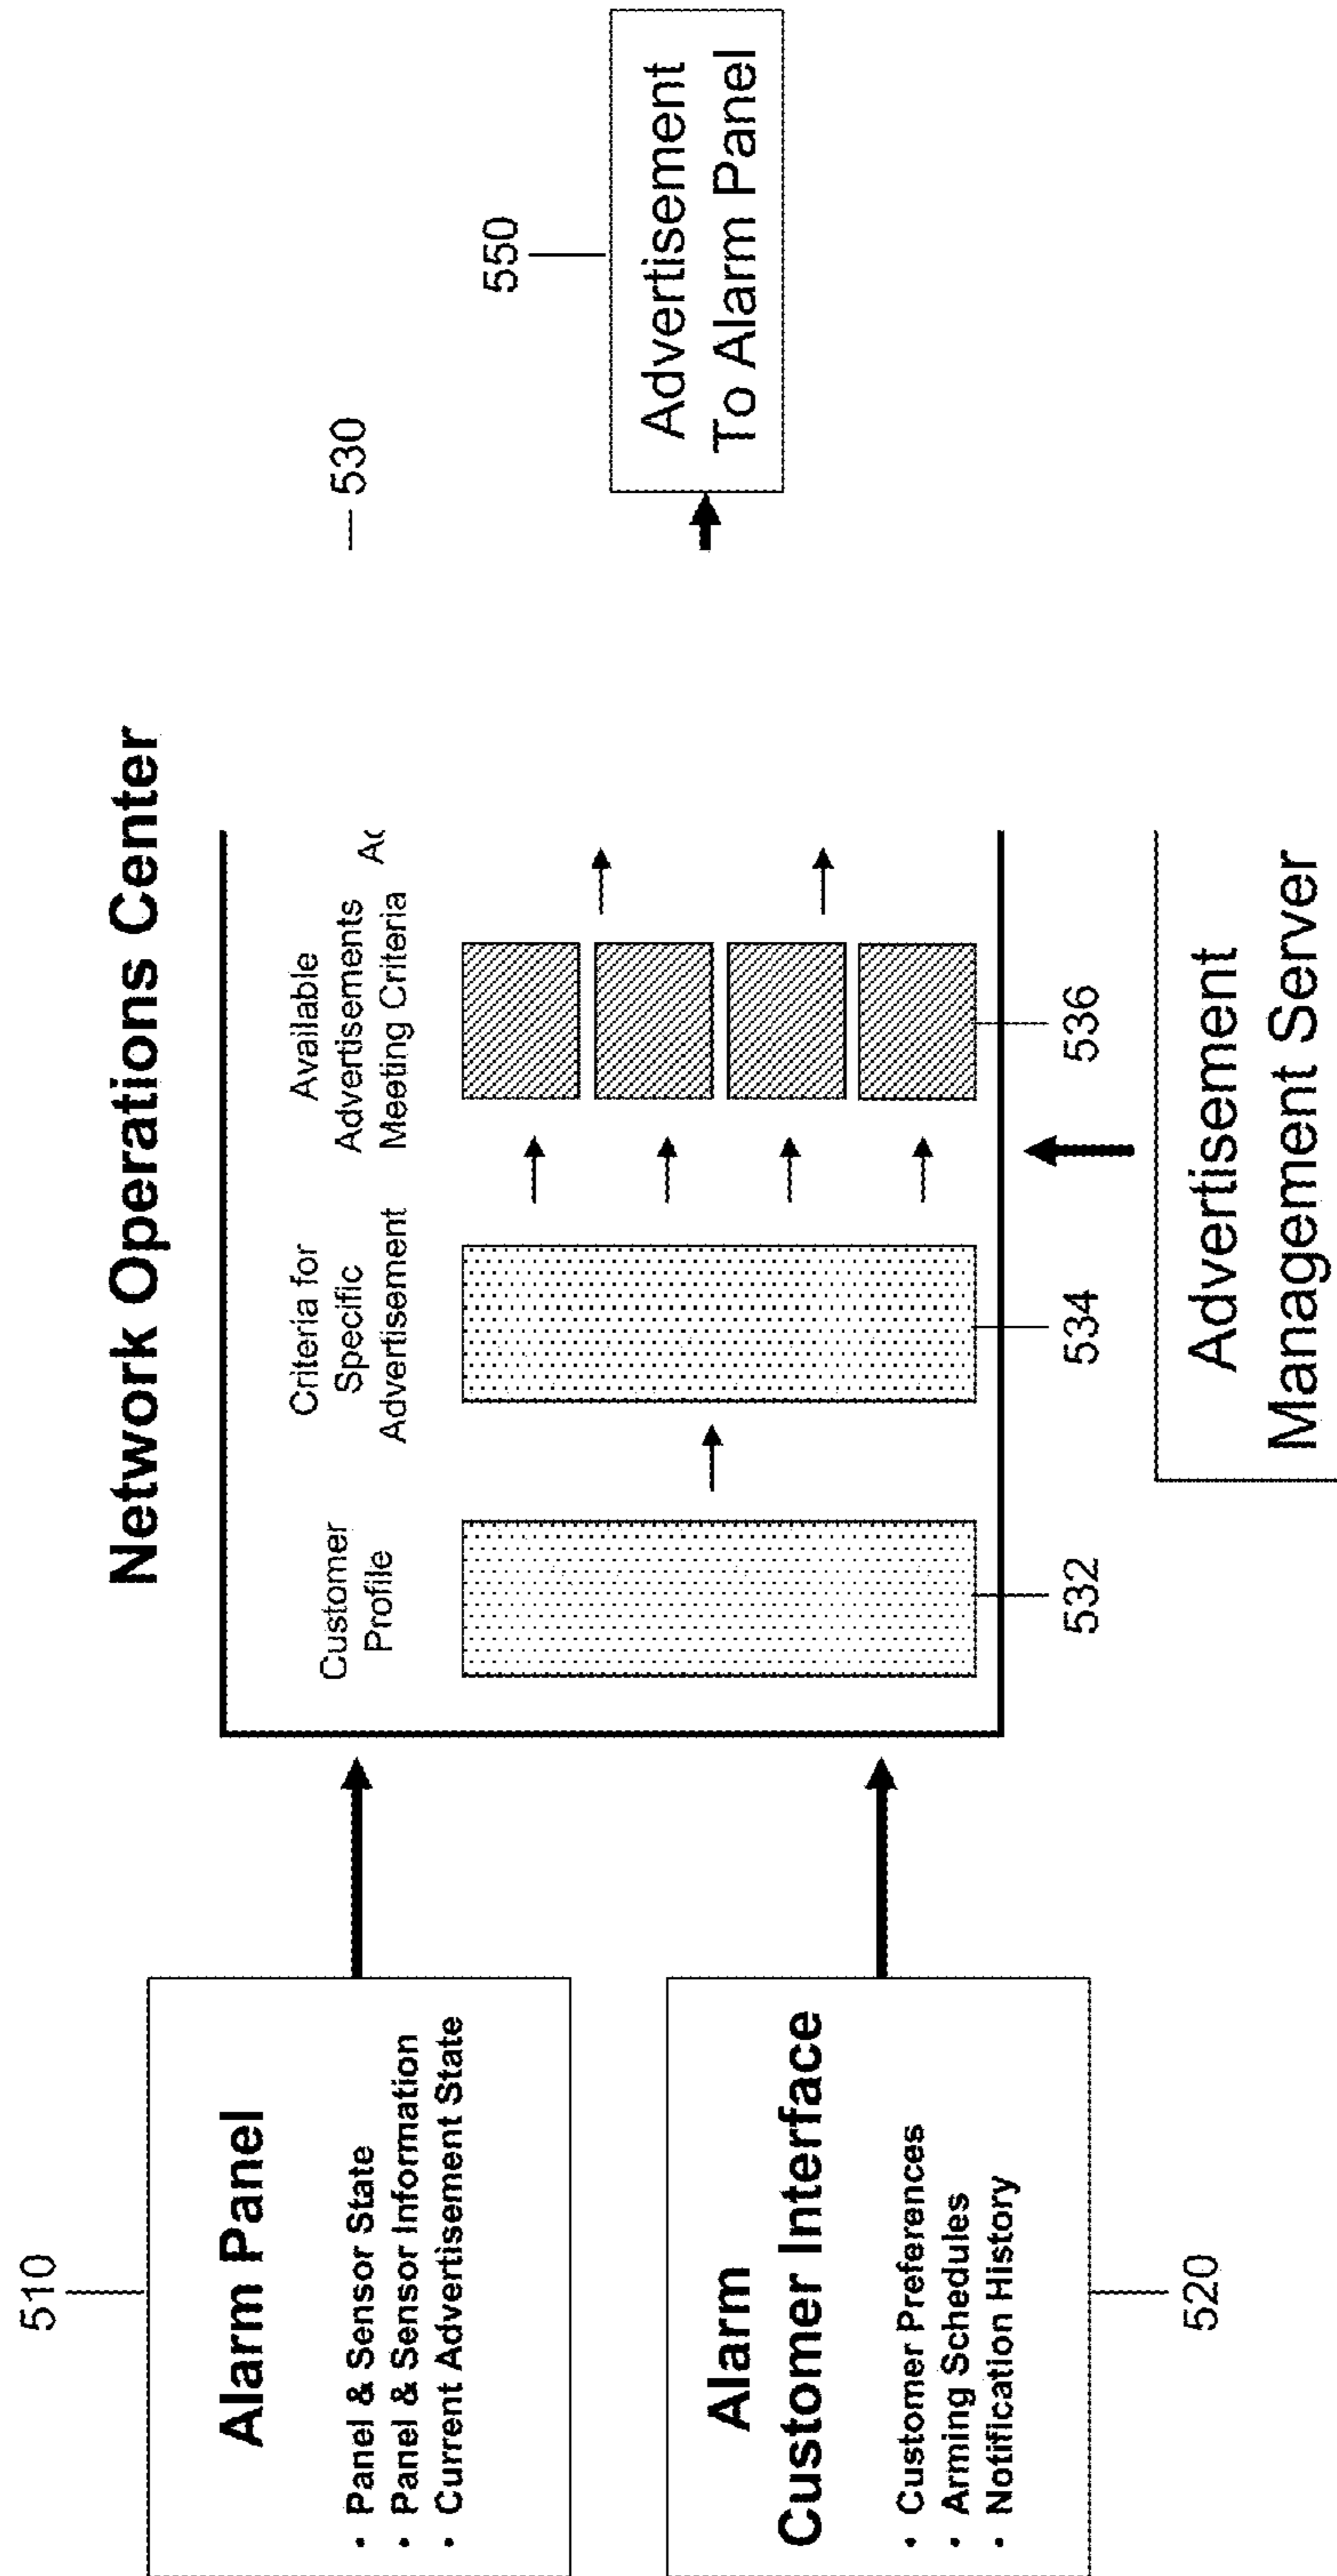 Network Operations Center
510
Alarm Panel
• Panel & Sensor State
• Panel & Sensor Information
• Current Advertisement State
Alarm
Customer Interface
• Customer Preferences
• Arming Schedules
• Notification History
520
Customer
Profile
532
Criteria for
Specific
Advertisement
534
Available
Advertisements
Meeting Criteria
536
530
550
Advertisement
To Alarm Panel
Advertisement
Management Server